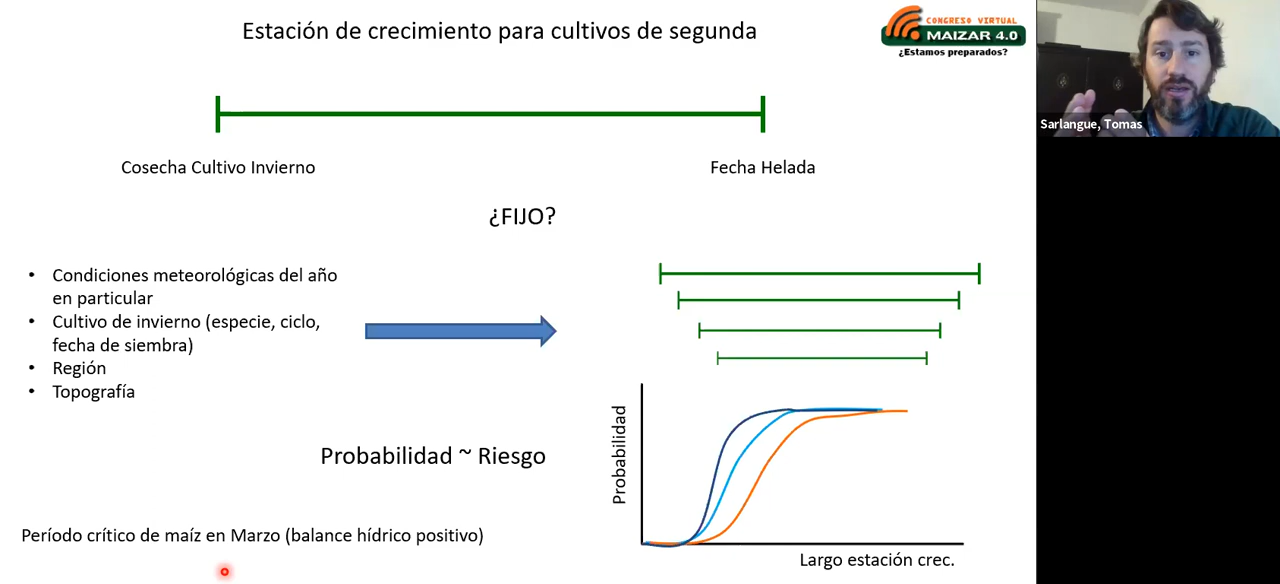 Estación de crecimiento para cultivos de segunda
CONGRESO VIRTUAL
MAIZAR 4.0
¿Estamos preparados?
Sarlangue, Tomas
Cosecha Cultivo Invierno
Fecha Helada
¿FIJO?
• Condiciones meteorológicas del año
en particular
• Cultivo de invierno (especie, ciclo,
fecha de siembra)
• Región
• Topografía
Probabilidad ~ Riesgo
Probabilidad
Largo estación crec.
Período crítico de maíz en Marzo (balance hídrico positivo)